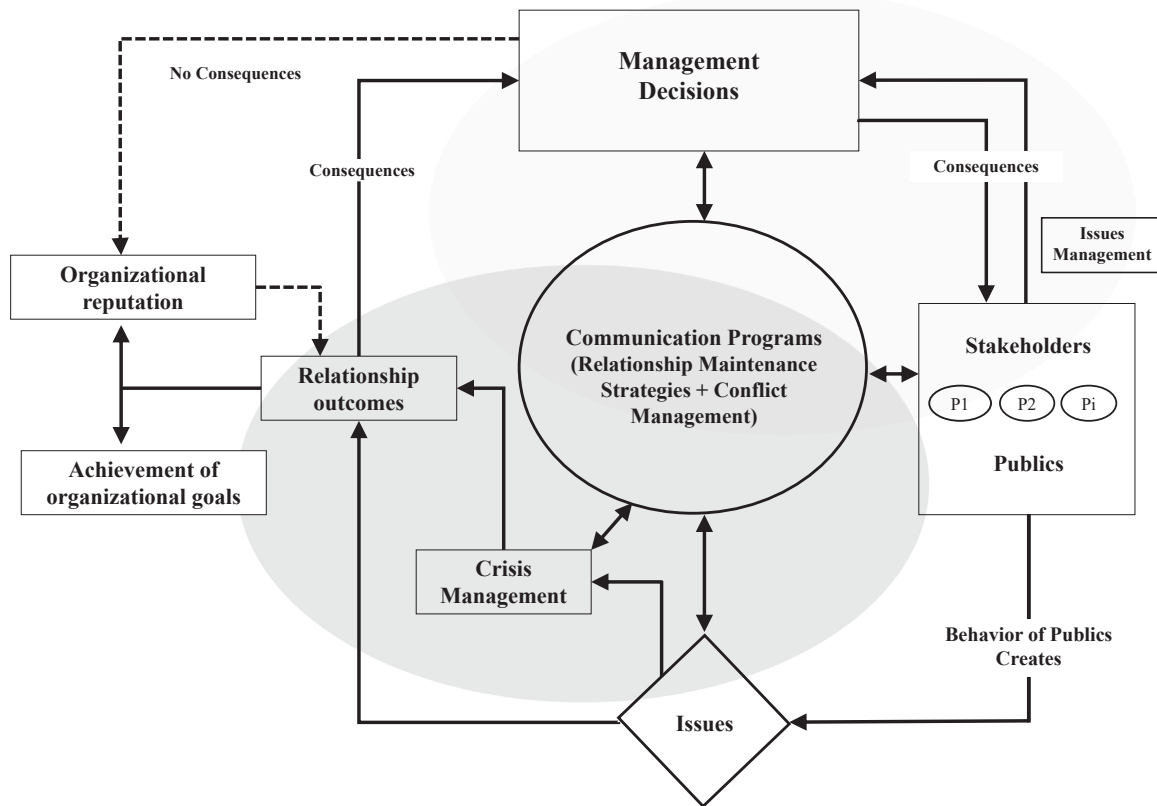 Management
Decisions
No Consequences
Consequences
Consequences
Issues
Management
Organizational
reputation
Communication Programs
(Relationship Maintenance
Strategies + Conflict
Management)
Stakeholders
P1 P2 Pi
Publics
Relationship
outcomes
Achievement of
organizational goals
Crisis
Management
Behavior of Publics
Creates
Issues